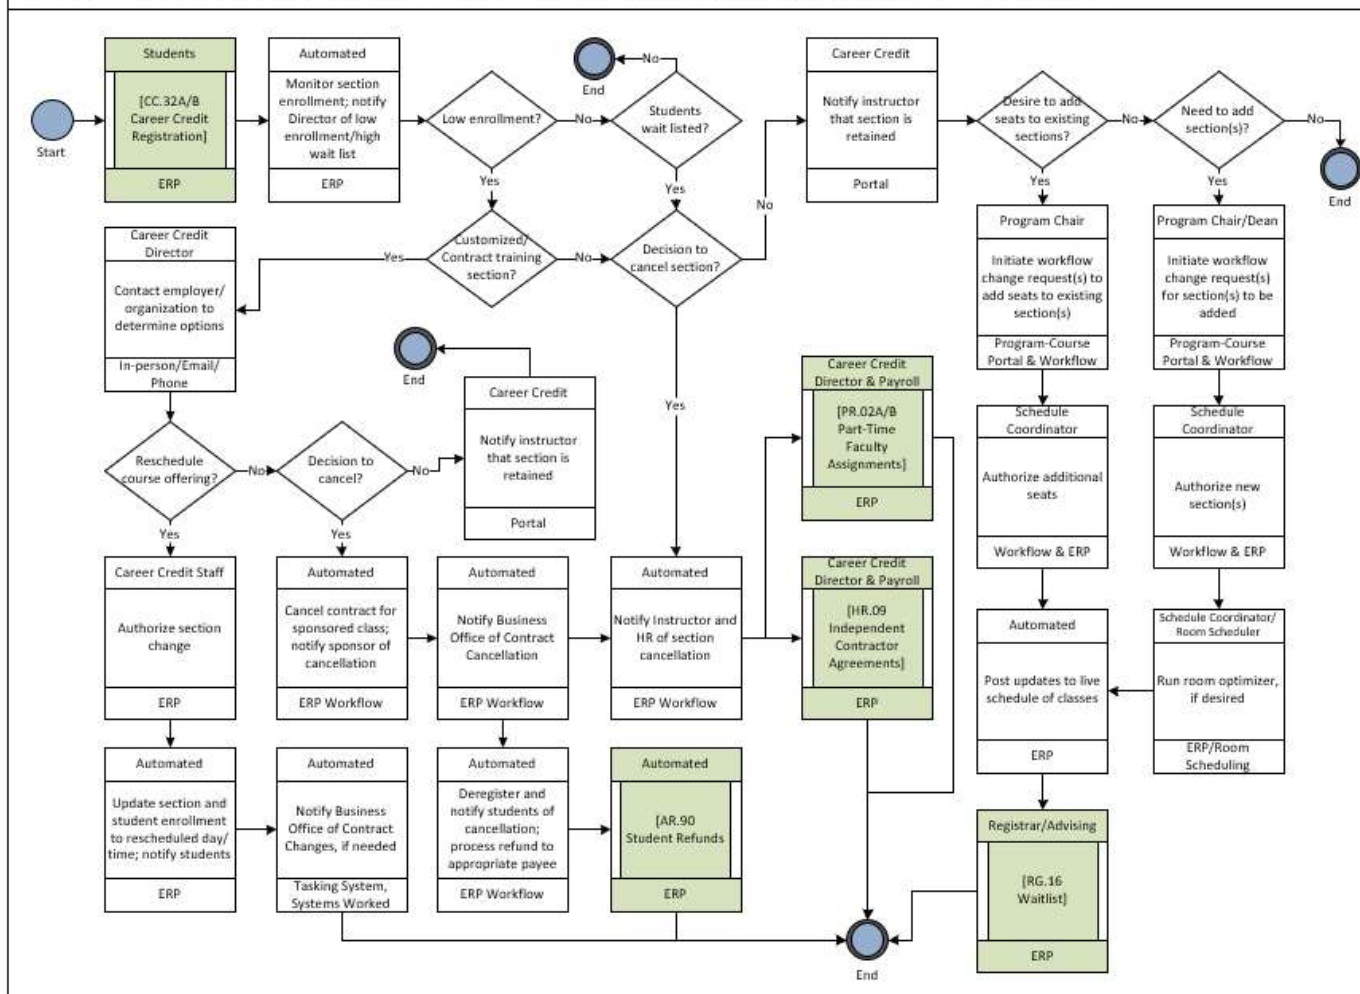 Students
[CC.32A/B
Career Credit
Registration]
ERP
Start
Automated
Monitor section
enrollment; notify
Director of low
enrollment/high
wait list
ERP
Low enrollment?
No
Yes
End
No
Students
wait listed?
Yes
Career Credit
Notify instructor
that section is
retained
Portal
Desire to add
seats to existing
sections?
No
Yes
Need to add
section(s)?
No
Yes
End
Career Credit
Director
Contact employer/
organization to
determine options
In-person/Email/
Phone
Yes
Customized/
Contract training
section?
No
Decision to
cancel section?
No
Yes
Program Chair
Initiate workflow
change request(s) to
add seats to existing
section(s)
Program-Course
Portal & Workflow
Program Chair/Dean
Initiate workflow
change request(s)
for section(s) to be
added
Program-Course
Portal & Workflow
End
Career Credit
Notify instructor
that section is
retained
Portal
Career Credit
Director & Payroll
[PR.02A/B
Part-Time
Faculty
Assignments]
ERP
Schedule
Coordinator
Authorize additional
seats
Workflow & ERP
Schedule
Coordinator
Authorize new
section(s)
Workflow & ERP
Reschedule
course offering?
No
Yes
Decision to
cancel?
No
Yes
Career Credit Staff
Authorize section
change
ERP
Automated
Cancel contract for
sponsored class;
notify sponsor of
cancellation
ERP Workflow
Automated
Notify Business
Office of Contract
Cancellation
ERP Workflow
Automated
Notify Instructor and
HR of section
cancellation
ERP Workflow
Career Credit
Director & Payroll
[HR.09
Independent
Contractor
Agreements]
ERP
Automated
Post updates to live
schedule of classes
ERP
Schedule Coordinator/
Room Scheduler
Run room optimizer,
if desired
ERP/Room
Scheduling
Automated
Update section and
student enrollment
to rescheduled day/
time; notify students
ERP
Automated
Notify Business
Office of Contract
Changes, if needed
Tasking System,
Systems Worked
Automated
Deregister and
notify students of
cancellation;
process refund to
appropriate payee
ERP Workflow
Automated
[AR.90
Student Refunds
ERP
Registrar/Advising
[RG.16
Waitlist]
ERP
End